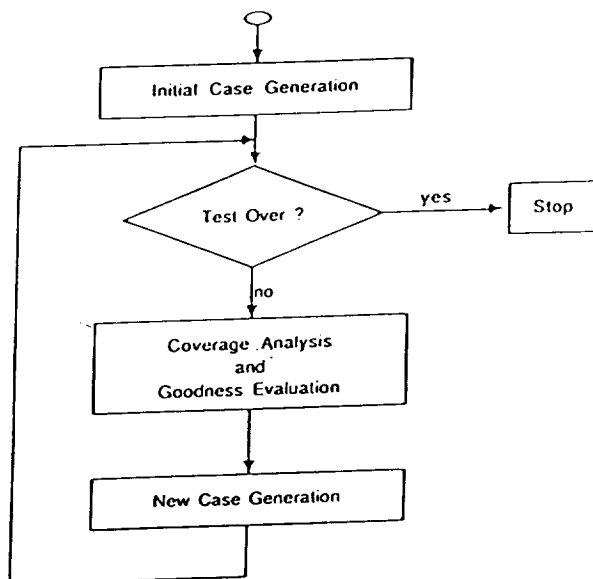 Initial Case Generation
Test Over ?
yes
Stop
no
Coverage Analysis
and
Goodness Evaluation
New Case Generation